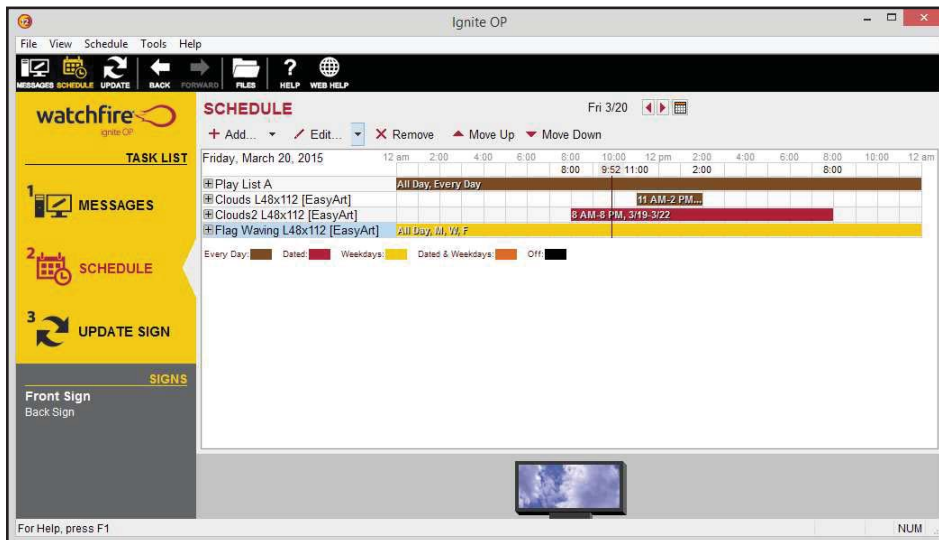 Ignite OP
File View Schedule Tools Help
MESSAGES SCHEDULE UPDATE BACK FORWARD FILES HELP WEB HELP
watchfire
ignite OP
TASK LIST
1 MESSAGES
2 SCHEDULE
3 UPDATE SIGN
SIGNS
Front Sign
Back Sign
SCHEDULE Fri 3/20
Add... Edit... Remove Move Up Move Down
Friday, March 20, 2015 12 am 2:00 4:00 6:00 8:00 10:00 12 pm 2:00 4:00 6:00 8:00 10:00 12 am
8:00 9:52 11:00 2:00 8:00
Play List A All Day, Every Day
Clouds L48x112 [EasyArt] 11 AM-2 PM...
Clouds2 L48x112 [EasyArt] 8 AM-8 PM, 3/19-3/22
Flag Waving L48x112 [EasyArt] All Day, M, W, F
Every Day: Dated: Weekdays: Dated & Weekdays: Off:
For Help, press F1 NUM